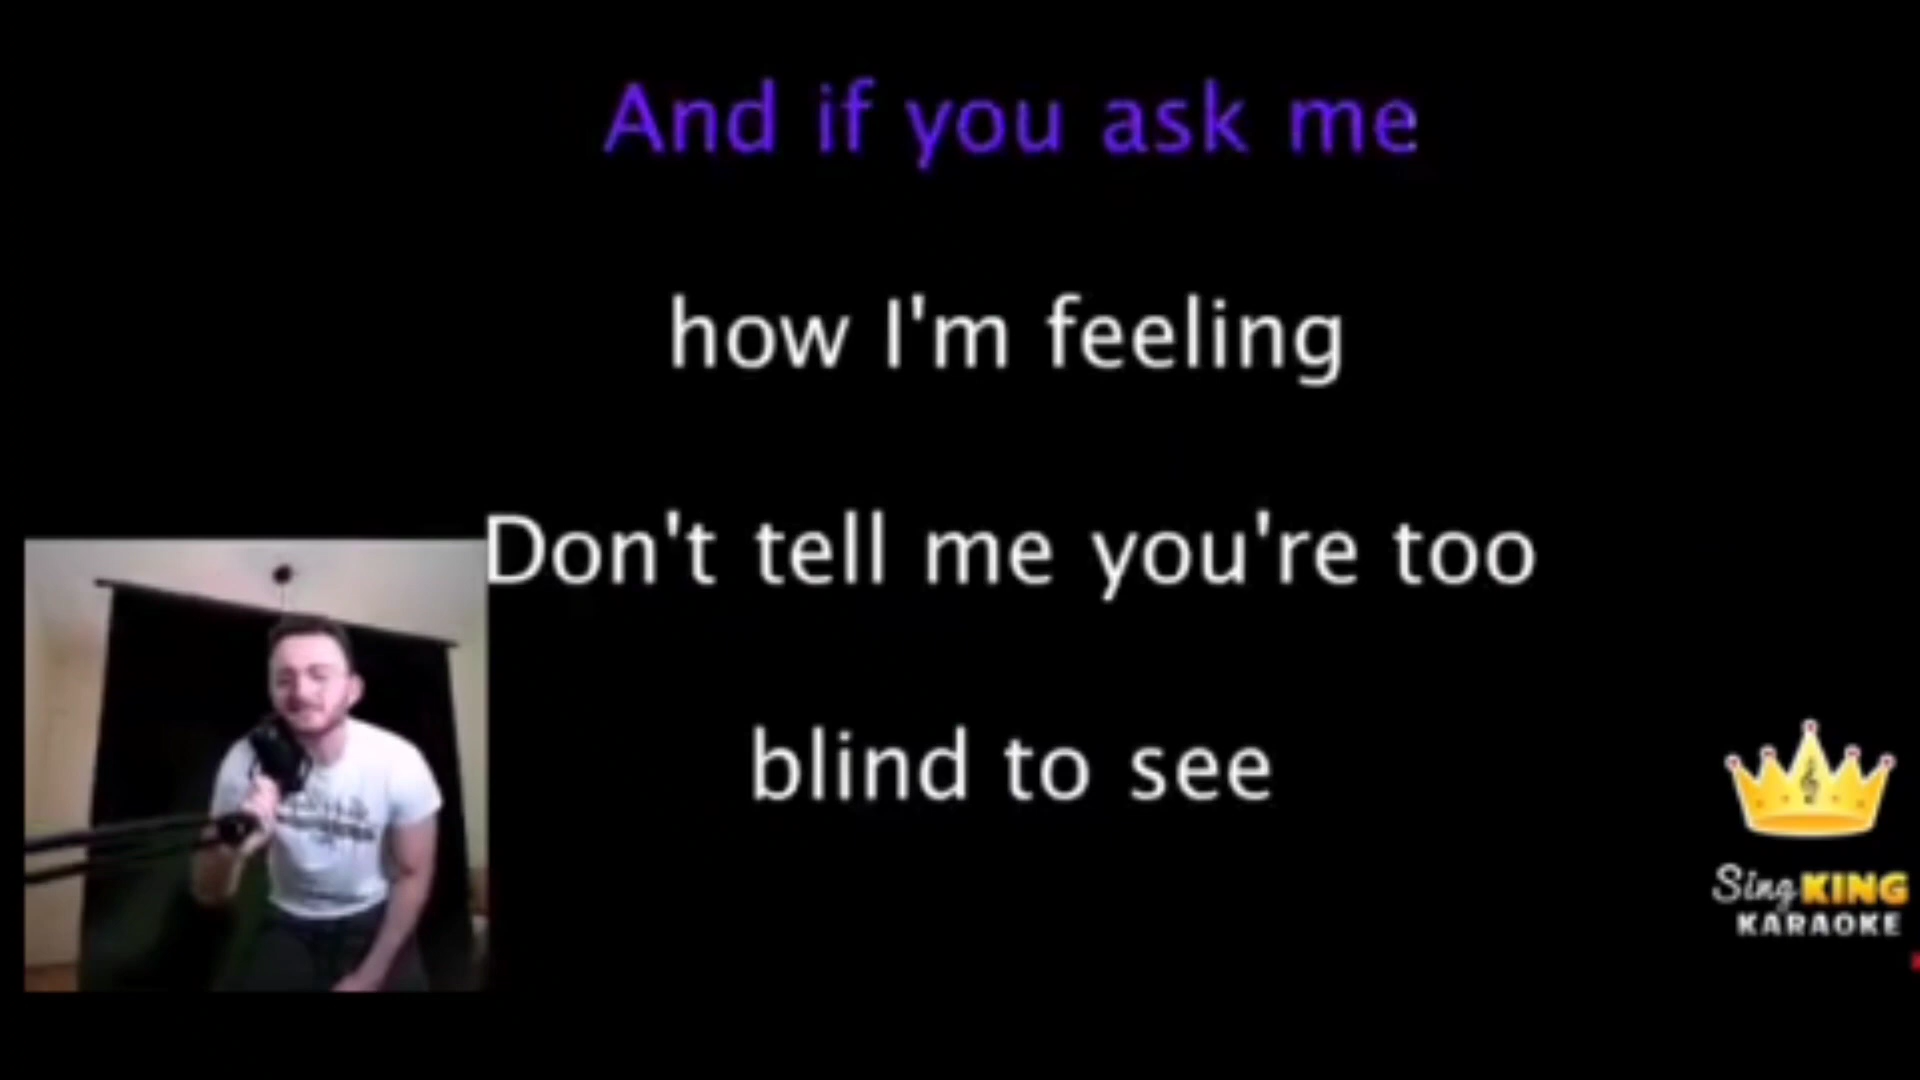 And if you ask me
how I'm feeling
Don't tell me you're too
blind to see
Sing KING
KARAOKE